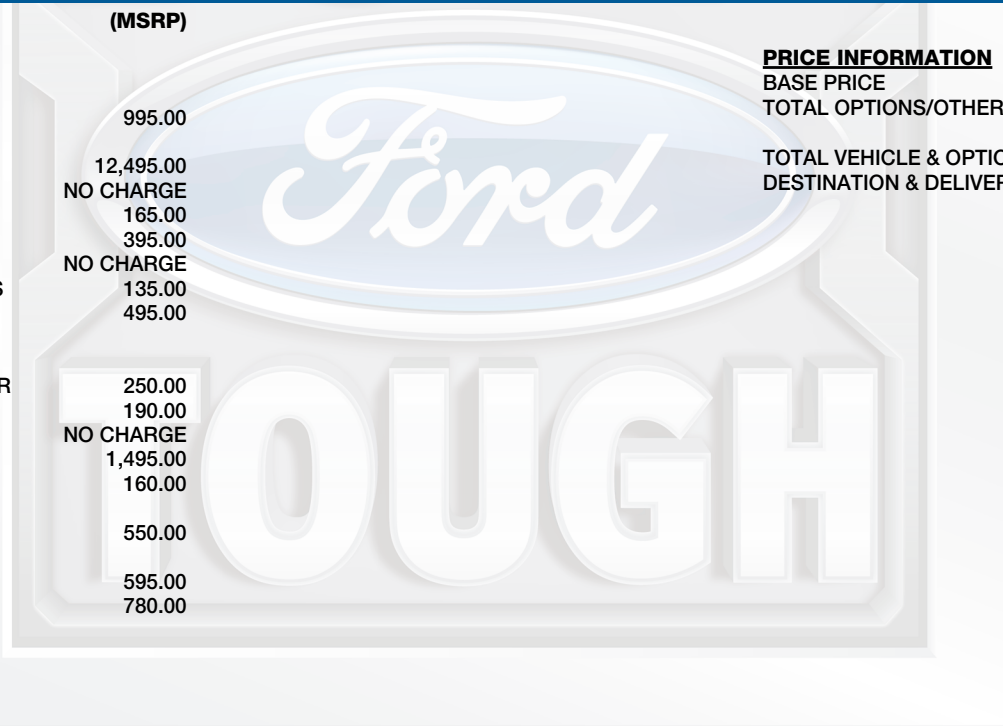 (MSRP)
995.00
12,495.00
NO CHARGE
165.00
395.00
NO CHARGE
S 135.00
495.00
R 250.00
190.00
NO CHARGE
1,495.00
160.00
550.00
595.00
780.00
PRICE INFORMATION
BASE PRICE
TOTAL OPTIONS/OTHER
TOTAL VEHICLE & OPTIO
DESTINATION & DELIVER
Ford
TOUGH